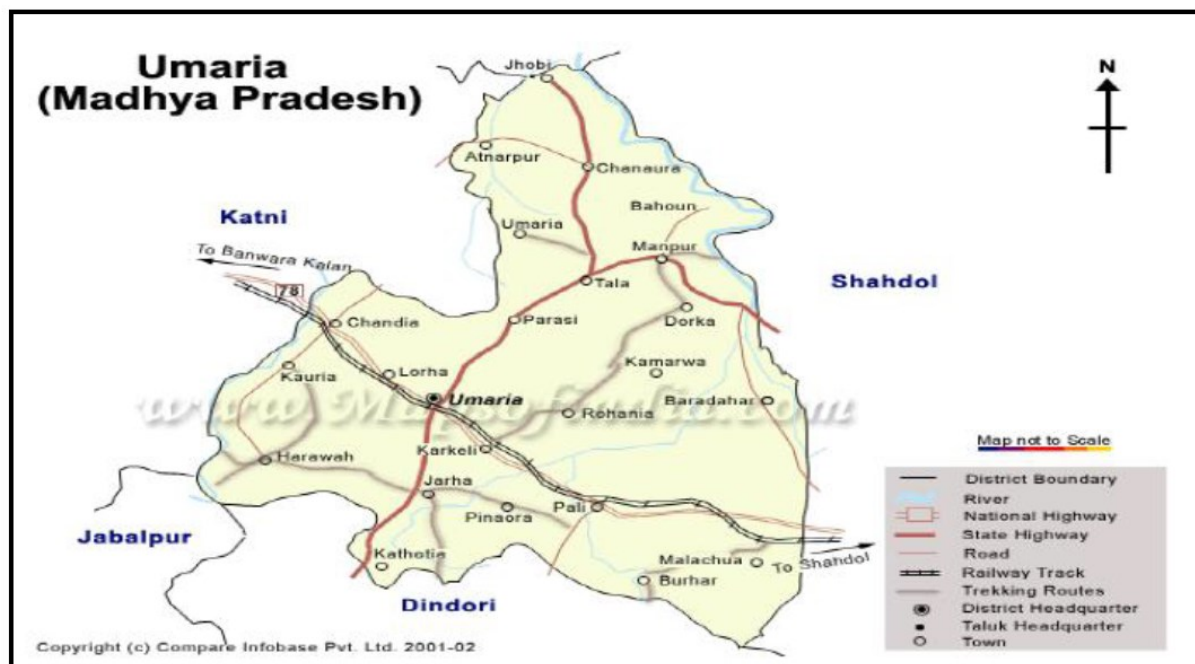 Umaria
(Madhya Pradesh)
N
Jhobi
Atnarpur
Chanaura
Bahoun
Katni
Umaria
Manpur
To Banwara Kalan
Shahdol
78
Tala
Chandia
Parasi
Dorka
Kauria
Lorha
Kamarwa
Umaria
Baradahar
www.Mapsofindia.com
Rohania
Karkeli
Harawah
Jarha
Pinaora
Pali
Jabalpur
Kathotia
Malachua
To Shahdol
Burhar
Dindori
Map not to Scale
District Boundary
River
National Highway
State Highway
Road
Railway Track
Trekking Routes
District Headquarter
Taluk Headquarter
Town
Copyright (c) Compare Infobase Pvt. Ltd. 2001-02